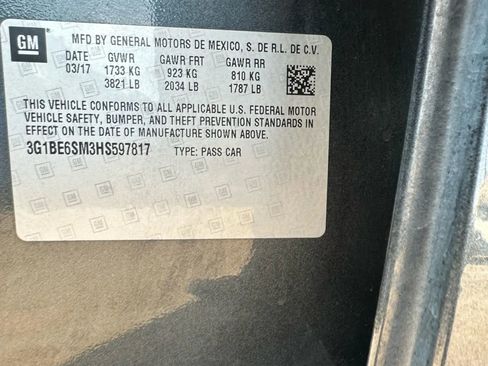 GM
MFD BY GENERAL MOTORS DE MEXICO, S. DE R.L. DE C.V.
DATE GVWR GAWR FRT GAWR RR
03/17 1733 KG 923 KG 810 KG
3821 LB 2034 LB 1787 LB
THIS VEHICLE CONFORMS TO ALL APPLICABLE U.S. FEDERAL MOTOR
VEHICLE SAFETY, BUMPER, AND THEFT PREVENTION STANDARDS IN
EFFECT ON THE DATE OF MANUFACTURE SHOWN ABOVE.
3G1BE6SM3HS597817 TYPE: PASS CAR